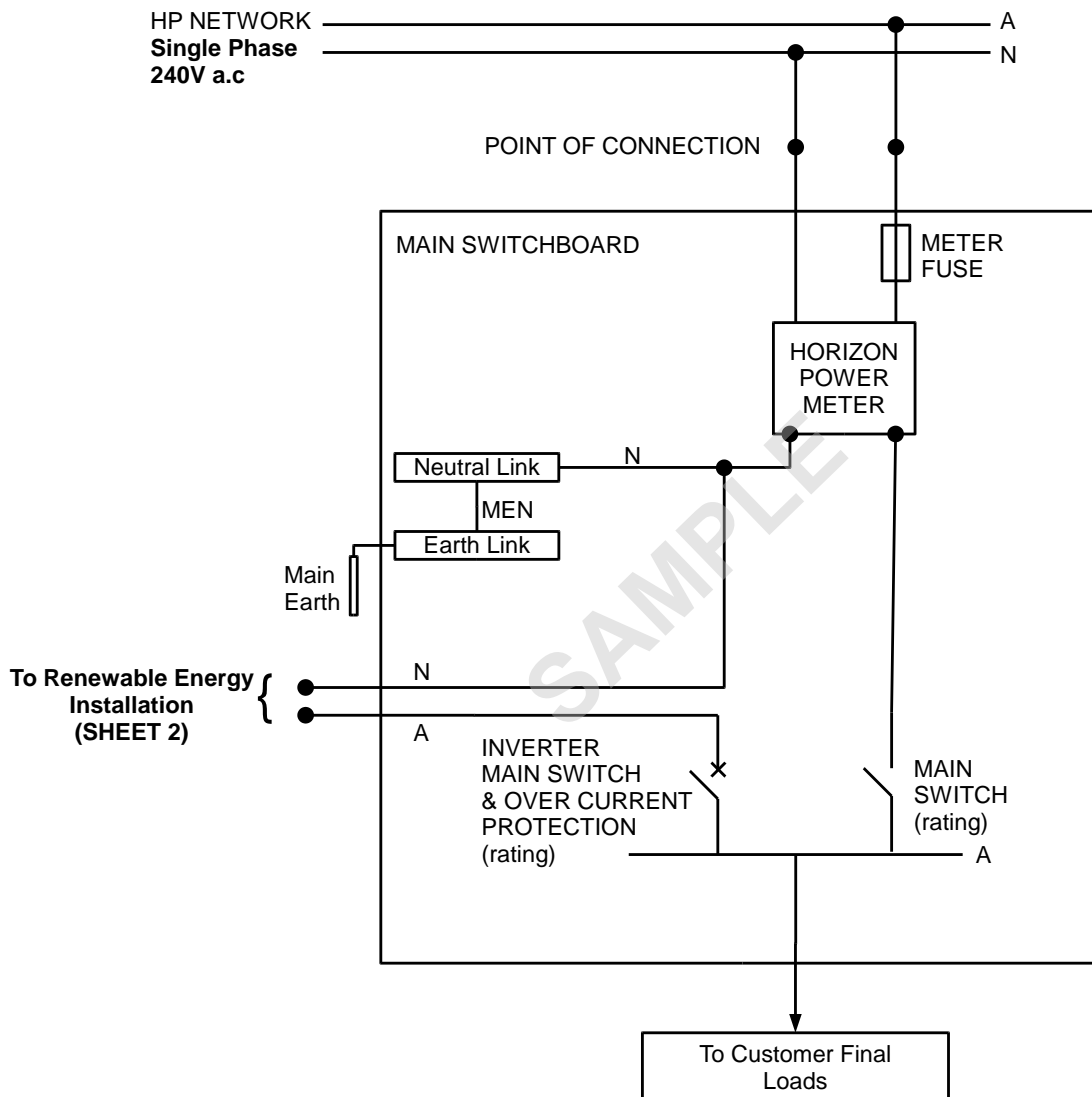 HP NETWORK
Single Phase
240V a.c
A
N
POINT OF CONNECTION
MAIN SWITCHBOARD
METER
FUSE
HORIZON
POWER
METER
Neutral Link
N
MEN
Earth Link
Main
Earth
SAMPLE
To Renewable Energy
Installation
(SHEET 2)
{
N
A
INVERTER
MAIN SWITCH
& OVER CURRENT
PROTECTION
(rating)
MAIN
SWITCH
(rating)
A
To Customer Final
Loads